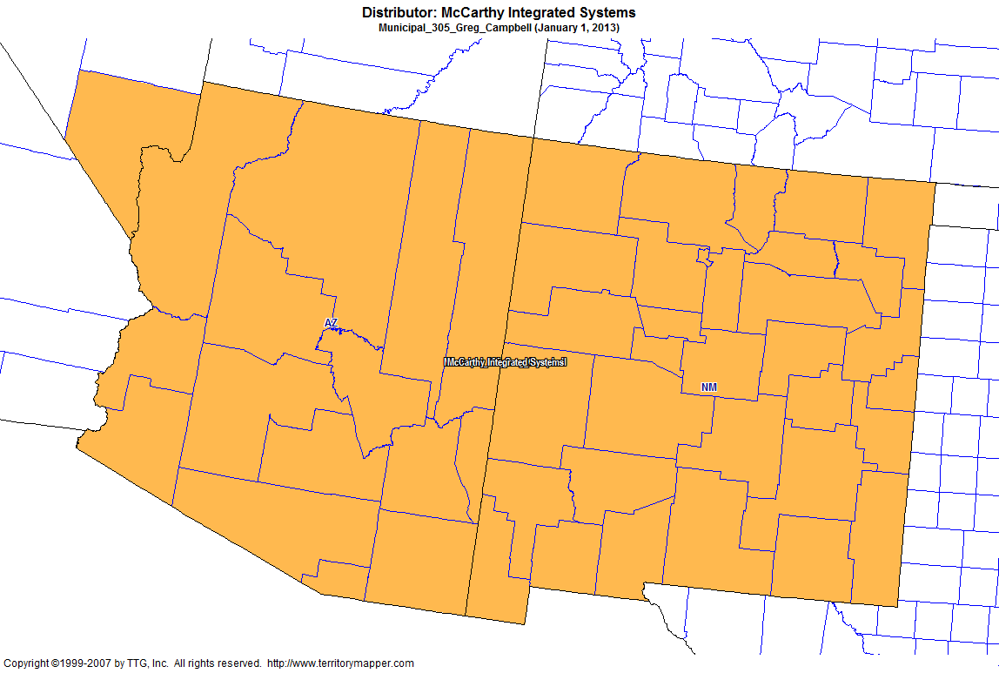 Distributor: McCarthy Integrated Systems
Municipal_305_Greg_Campbell (January 1, 2013)
AZ
McCarthy Integrated Systems
NM
Copyright ©1999-2007 by TTG, Inc. All rights reserved. http://www.territorymapper.com